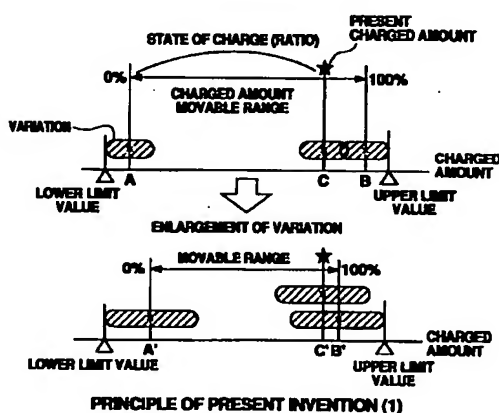 PRESENT
CHARGED AMOUNT
STATE OF CHARGE (RATIO)
0%
100%
CHARGED AMOUNT
MOVABLE RANGE
VARIATION
CHARGED
AMOUNT
A
C
B
LOWER LIMIT
VALUE
UPPER LIMIT
VALUE
ENLARGEMENT OF VARIATION
MOVABLE RANGE
0%
100%
CHARGED
AMOUNT
LOWER LIMIT VALUE
A'
C' B'
UPPER LIMIT
VALUE
PRINCIPLE OF PRESENT INVENTION (1)